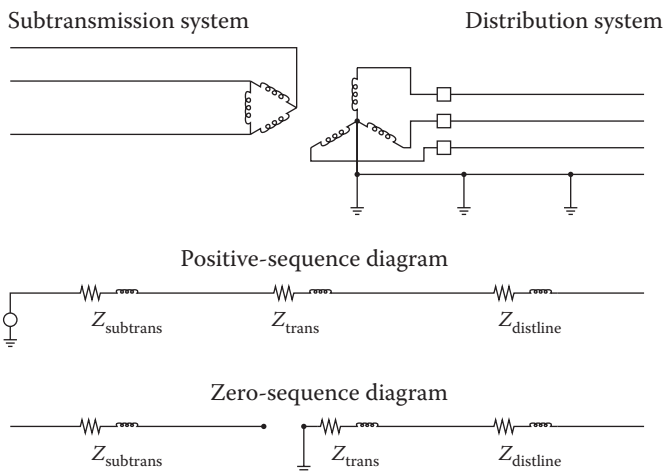 Subtransmission system
Distribution system
Positive-sequence diagram
Zsubtrans
Ztrans
Zdistline
Zero-sequence diagram
Zsubtrans
Ztrans
Zdistline